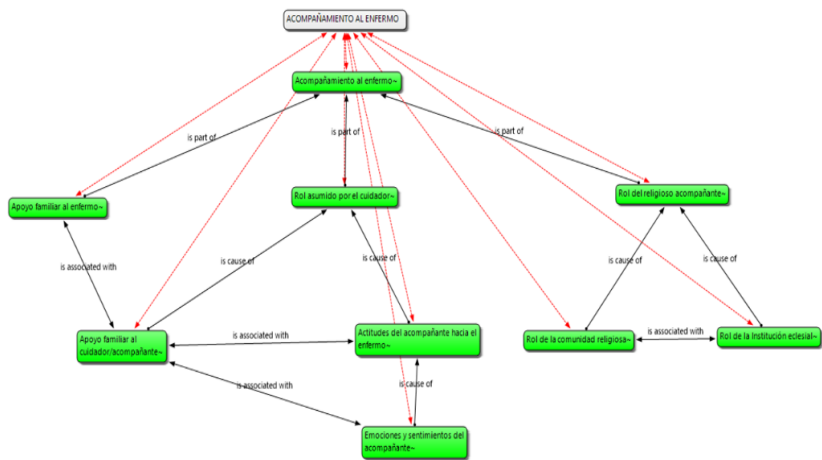 ACOMPAÑAMIENTO AL ENFERMO
Acompañamiento al enfermo~
is part of
is part of
is part of
Apoyo familiar al enfermo~
Rol asumido por el cuidador~
Rol del religioso acompañante~
is associated with
is cause of
is cause of
is cause of
is cause of
Apoyo familiar al
cuidador/acompañante~
is associated with
Actitudes del acompañante hacia el
enfermo~
Rol de la comunidad religiosa~
is associated with
Rol de la Institución eclesial~
is associated with
is cause of
Emociones y sentimientos del
acompañante~